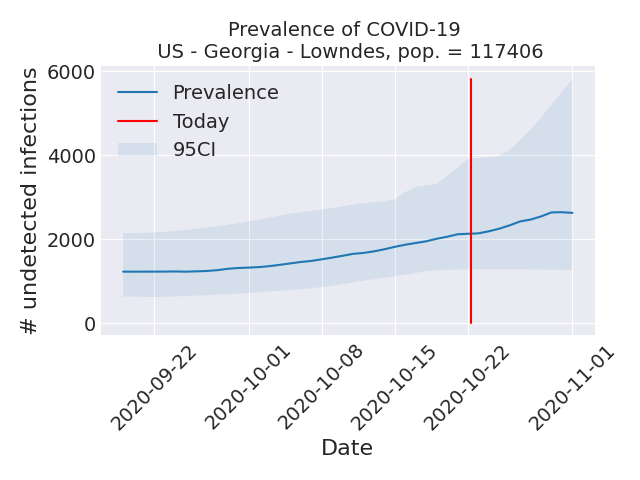 Prevalence of COVID-19
US - Georgia - Lowndes, pop. = 117406
# undetected infections
6000
4000
2000
0
Prevalence
Today
95CI
2020-09-22
2020-10-01
2020-10-08
2020-10-15
2020-10-22
2020-11-01
Date